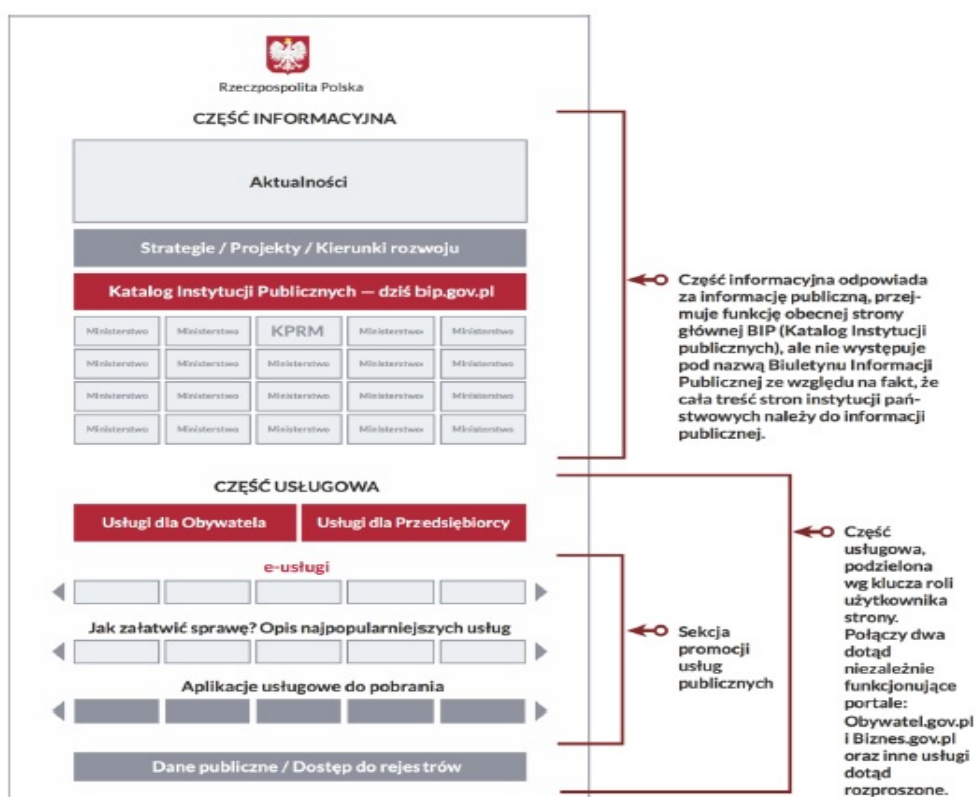 Rzeczpospolita Polska
CZĘŚĆ INFORMACYJNA
Aktualności
Strategie / Projekty / Kierunki rozwoju
Katalog Instytucji Publicznych — dziś bip.gov.pl
Ministerstwo Ministerstwo KPRM Ministerstwo Ministerstwo
Ministerstwo Ministerstwo Ministerstwo Ministerstwo Ministerstwo
Ministerstwo Ministerstwo Ministerstwo Ministerstwo Ministerstwo
Ministerstwo Ministerstwo Ministerstwo Ministerstwo Ministerstwo
Część informacyjna odpowiada
za informację publiczną, przej-
muje funkcję obecnej strony
głównej BIP (Katalog Instytucji
publicznych), ale nie występuje
pod nazwą Biuletynu Informacji
Publicznej ze względu na fakt, że
cała treść stron instytucji pań-
stwowych należy do informacji
publicznej.
CZĘŚĆ USŁUGOWA
Usługi dla Obywatela Usługi dla Przedsiębiorcy
e-usługi
Jak załatwić sprawę? Opis najpopularniejszych usług
Aplikacje usługowe do pobrania
Dane publiczne / Dostęp do rejestrów
Sekcja
promocji
usług
publicznych
Część
usługowa,
podzielona
wg klucza roli
użytkownika
strony.
Połączy dwa
dotąd
niezależnie
funkcjonujące
portale:
Obywatel.gov.pl
i Biznes.gov.pl
oraz inne usługi
dotąd
rozproszone.